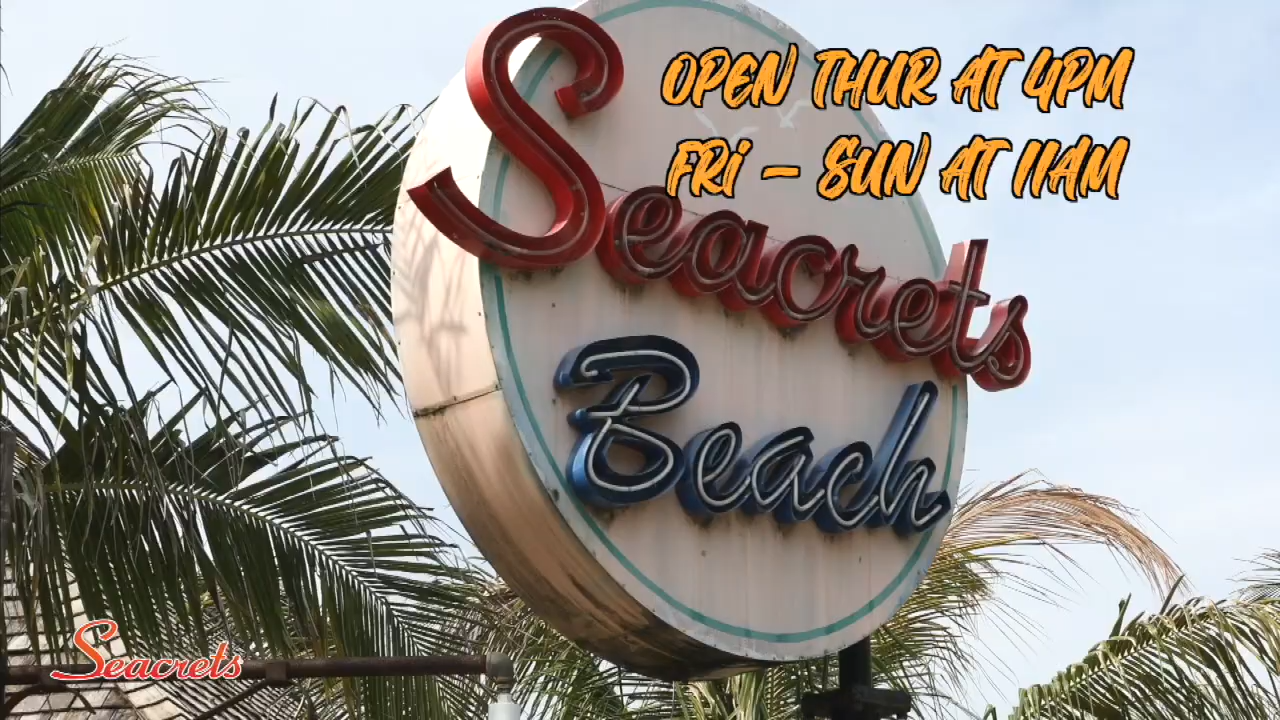 OPEN THUR AT 4PM
FRI – SUN AT 11AM
Seacrets
Beach
Seacrets